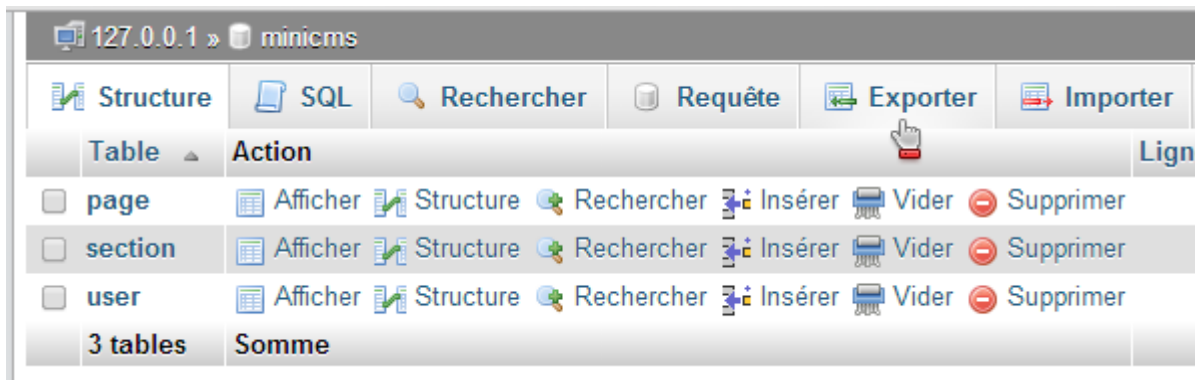 127.0.0.1 » minicms
Structure SQL Rechercher Requête Exporter Importer
Table Action Lign
page Afficher Structure Rechercher Insérer Vider Supprimer
section Afficher Structure Rechercher Insérer Vider Supprimer
user Afficher Structure Rechercher Insérer Vider Supprimer
3 tables Somme